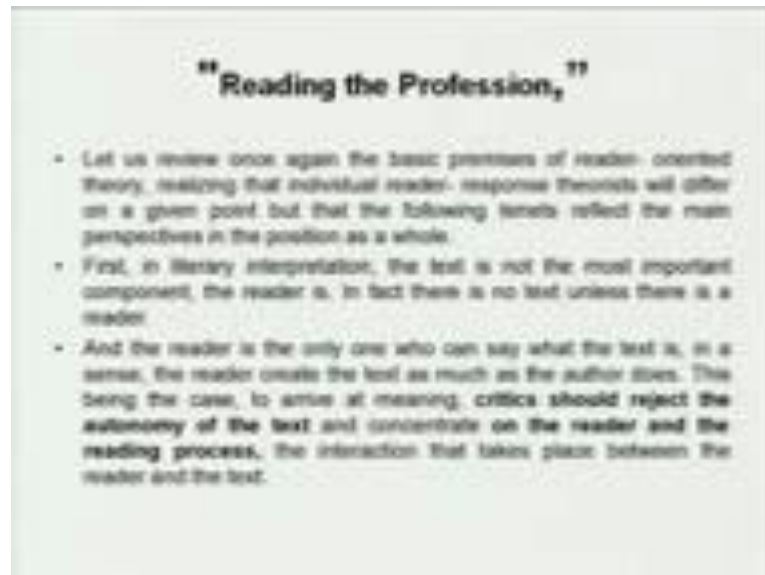 "Reading the Profession,"
• Let us review once again the basic premises of reader- oriented
theory, realizing that individual reader- response theorists will differ
on a given point but that the following tenets reflect the main
perspectives in the position as a whole.
• First, in literary interpretation, the text is not the most important
component, the reader is. In fact there is no text unless there is a
reader
• And the reader is the only one who can say what the text is, in a
sense, the reader create the text as much as the author does. This
being the case, to arrive at meaning, critics should reject the
autonomy of the text and concentrate on the reader and the
reading process, the interaction that takes place between the
reader and the text.